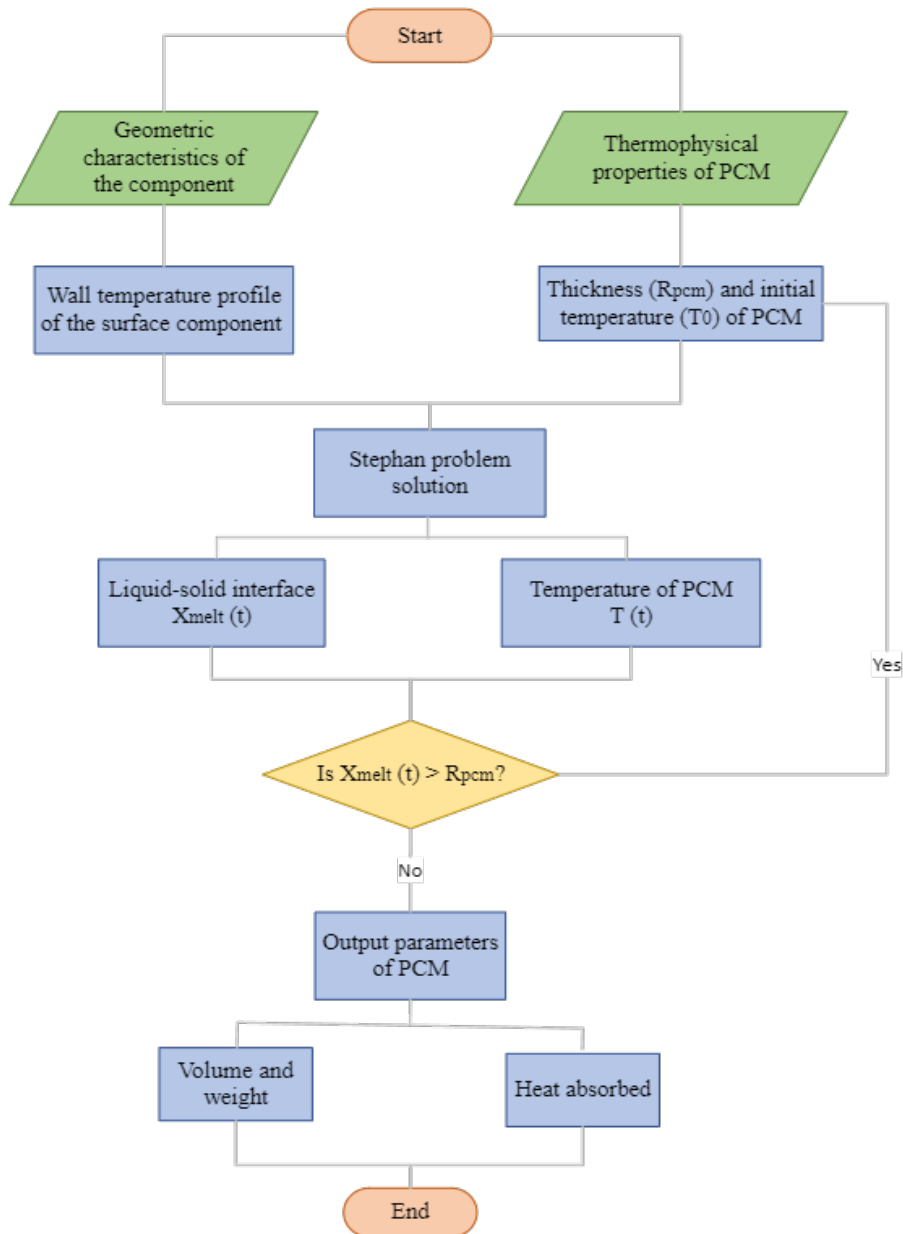 Start
Geometric
characteristics of
the component
Thermophysical
properties of PCM
Wall temperature profile
of the surface component
Thickness (Rpcm) and initial
temperature (T0) of PCM
Stephan problem
solution
Liquid-solid interface
Xmelt (t)
Temperature of PCM
T (t)
Yes
Is Xmelt (t) > Rpcm?
No
Output parameters
of PCM
Volume and
weight
Heat absorbed
End